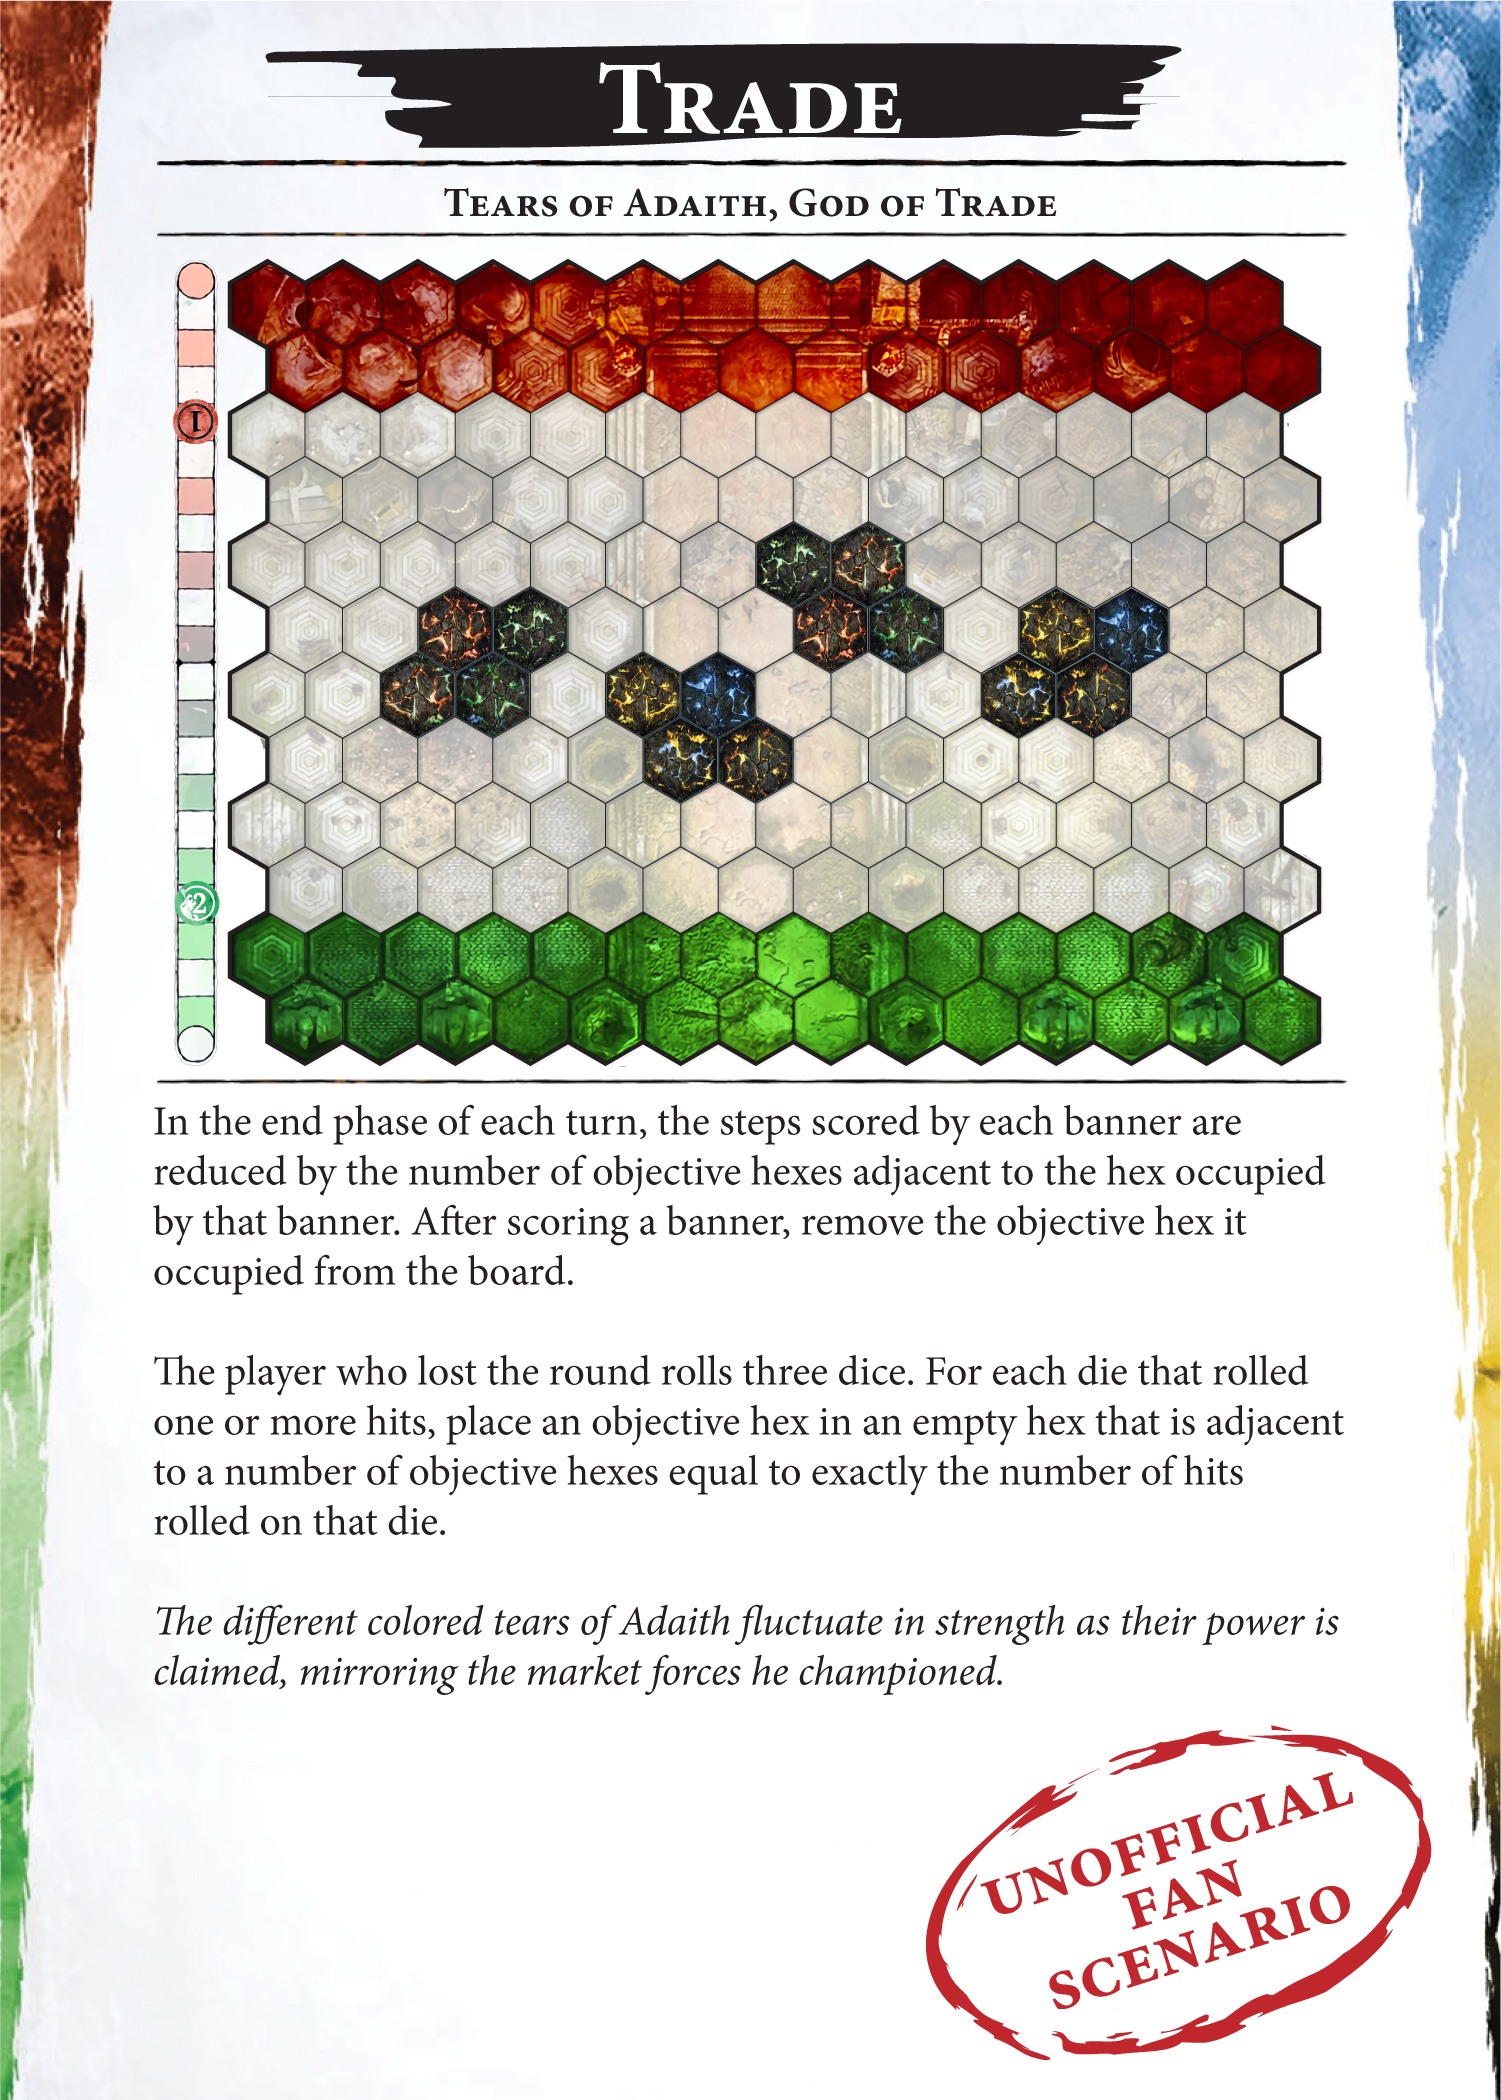 TRADE
TEARS OF ADAITH, GOD OF TRADE
1
2
In the end phase of each turn, the steps scored by each banner are
reduced by the number of objective hexes adjacent to the hex occupied
by that banner. After scoring a banner, remove the objective hex it
occupied from the board.
The player who lost the round rolls three dice. For each die that rolled
one or more hits, place an objective hex in an empty hex that is adjacent
to a number of objective hexes equal to exactly the number of hits
rolled on that die.
The different colored tears of Adaith fluctuate in strength as their power is
claimed, mirroring the market forces he championed.
UNOFFICIAL
FAN
SCENARIO